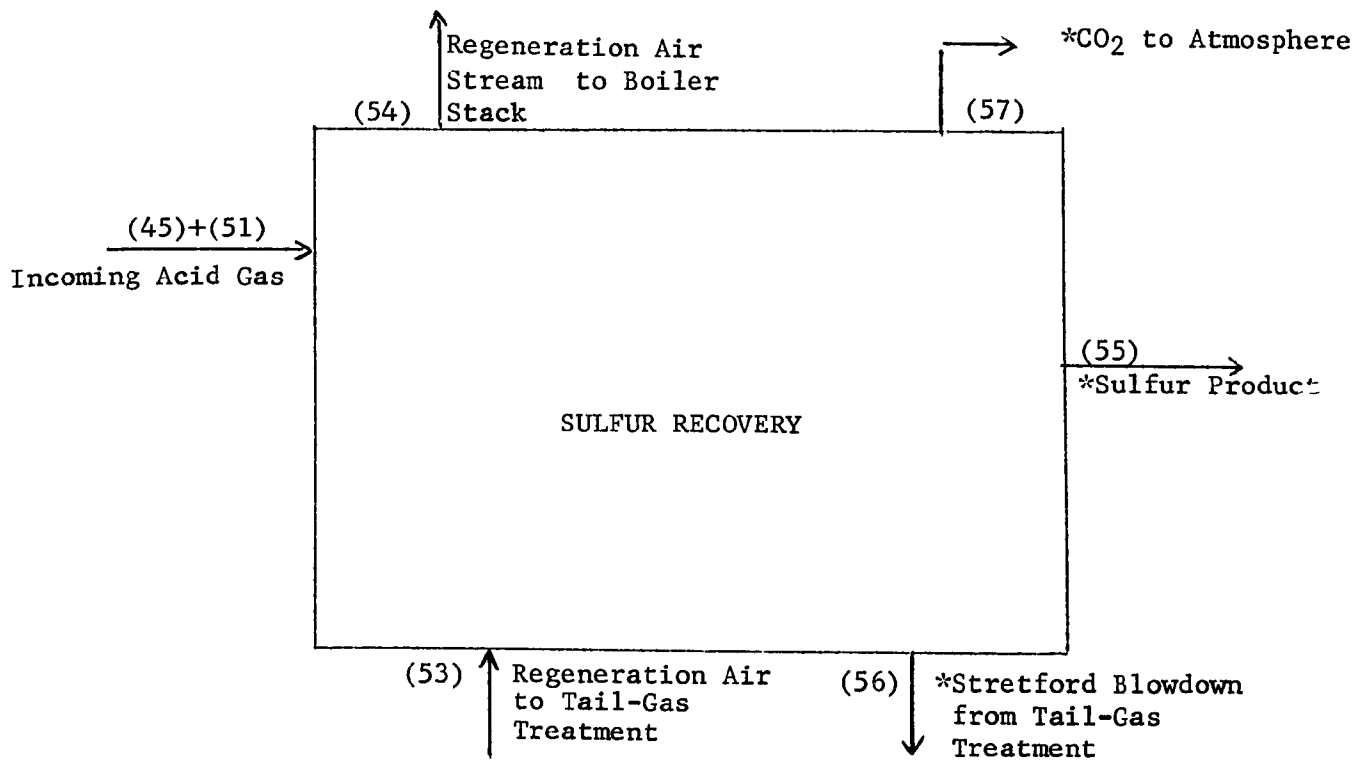 Regeneration Air
Stream to Boiler
Stack
(54)
*CO2 to Atmosphere
(57)
(45)+(51)
Incoming Acid Gas
(55)
*Sulfur Product
SULFUR RECOVERY
(53)
Regeneration Air
to Tail-Gas
Treatment
(56)
*Stretford Blowdown
from Tail-Gas
Treatment